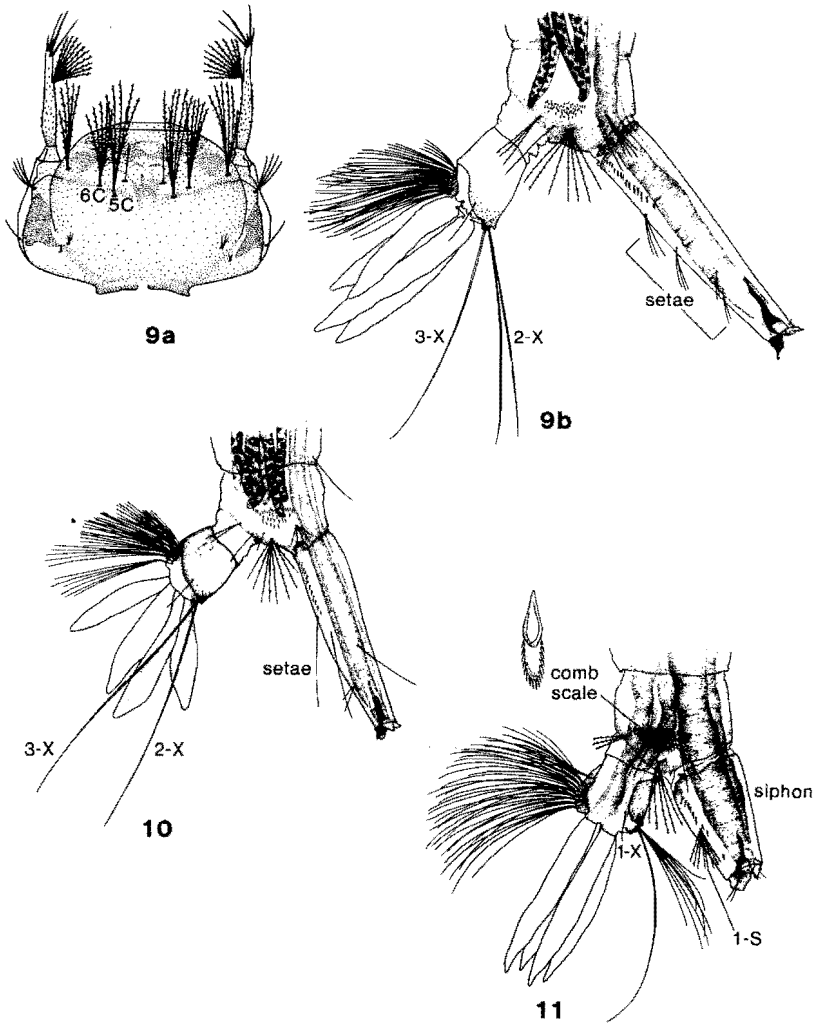 6C
5C
9a
setae
3-X
2-X
9b
setae
3-X
2-X
10
comb
scale
siphon
1-X
1-S
11